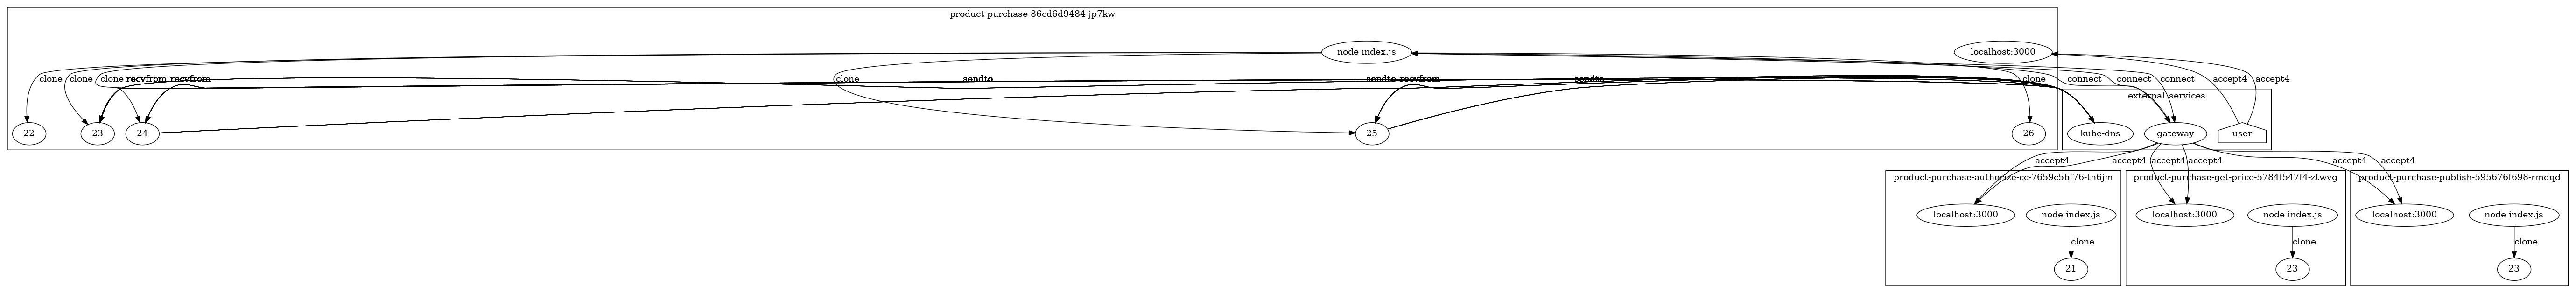 product-purchase-86cd6d9484-jp7kw
node index.js localhost:3000
clone clone clone recvfrom recvfrom clone sendto sendto recvfrom sendto clone connect connect connect accept4 accept4
external_services
22 23 24 25 26 kube-dns gateway user
accept4 accept4 accept4 accept4 accept4 accept4
product-purchase-authorize-cc-7659c5bf76-tn6jm product-purchase-get-price-5784f547f4-ztwvg product-purchase-publish-595676f698-rmdqd
localhost:3000 node index.js localhost:3000 node index.js localhost:3000 node index.js
clone clone clone
21 23 23